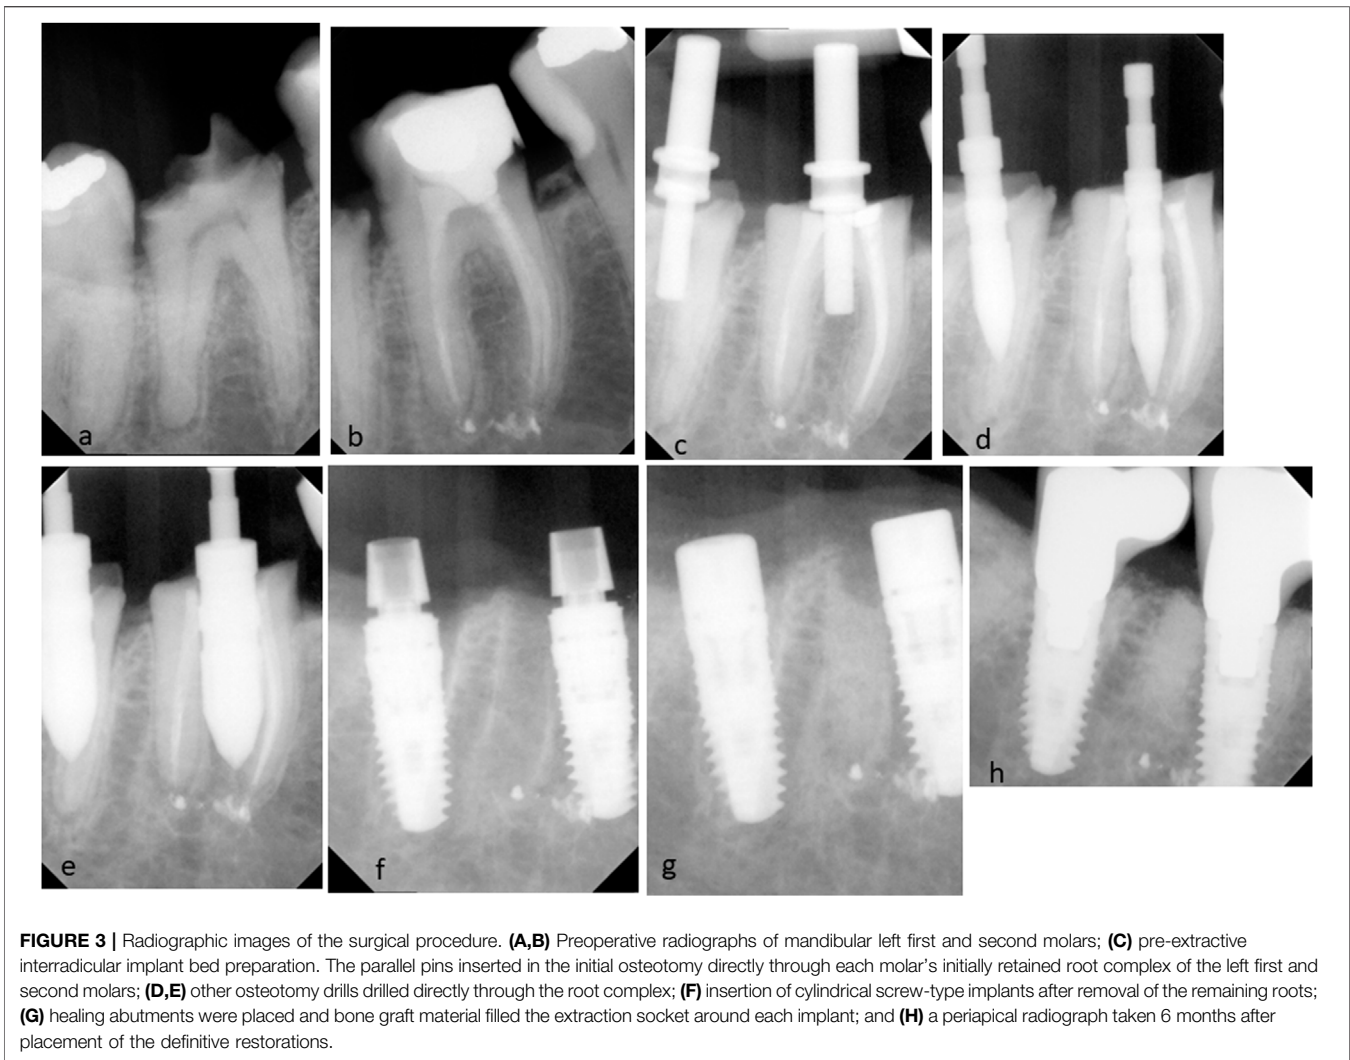 a
b
c
d
e
f
g
h
FIGURE 3 | Radiographic images of the surgical procedure. (A,B) Preoperative radiographs of mandibular left first and second molars; (C) pre-extractive
interradicular implant bed preparation. The parallel pins inserted in the initial osteotomy directly through each molar's initially retained root complex of the left first and
second molars; (D,E) other osteotomy drills drilled directly through the root complex; (F) insertion of cylindrical screw-type implants after removal of the remaining roots;
(G) healing abutments were placed and bone graft material filled the extraction socket around each implant; and (H) a periapical radiograph taken 6 months after
placement of the definitive restorations.